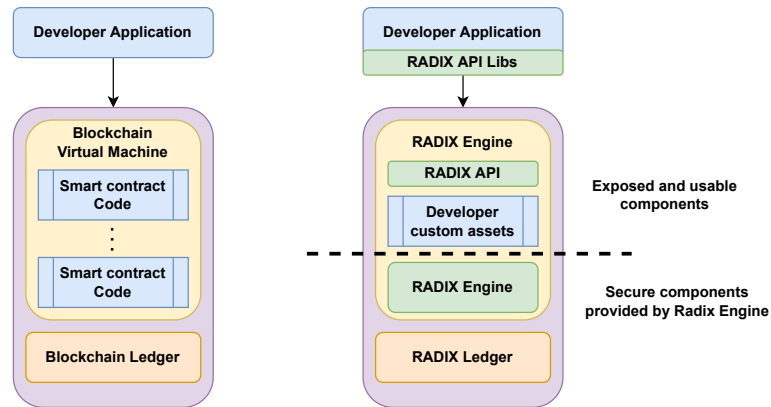 Developer Application
Blockchain
Virtual Machine
Smart contract
Code
Smart contract
Code
Blockchain Ledger
Developer Application
RADIX API Libs
RADIX Engine
RADIX API
Developer
custom assets
RADIX Engine
RADIX Ledger
Exposed and usable
components
Secure components
provided by Radix Engine